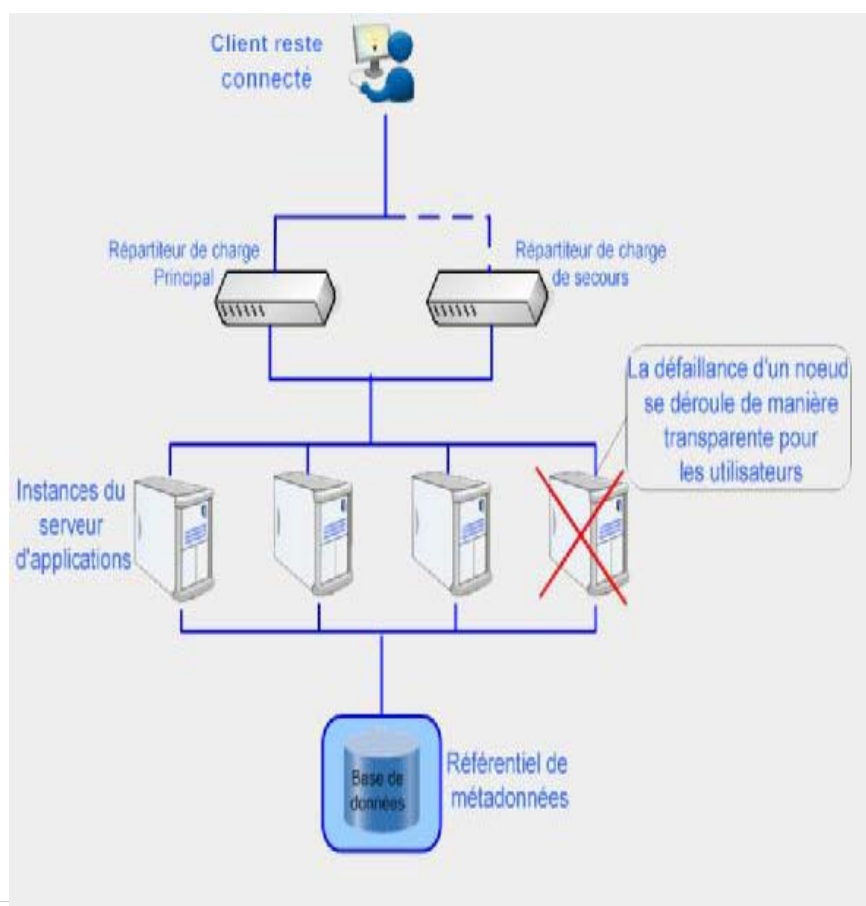 Client reste
connecté
Répartiteur de charge
Principal
Répartiteur de charge
de secours
La défaillance d'un noeud
se déroule de manière
transparente pour
les utilisateurs
Instances du
serveur
d'applications
Base de
données
Référentiel de
métadonnées